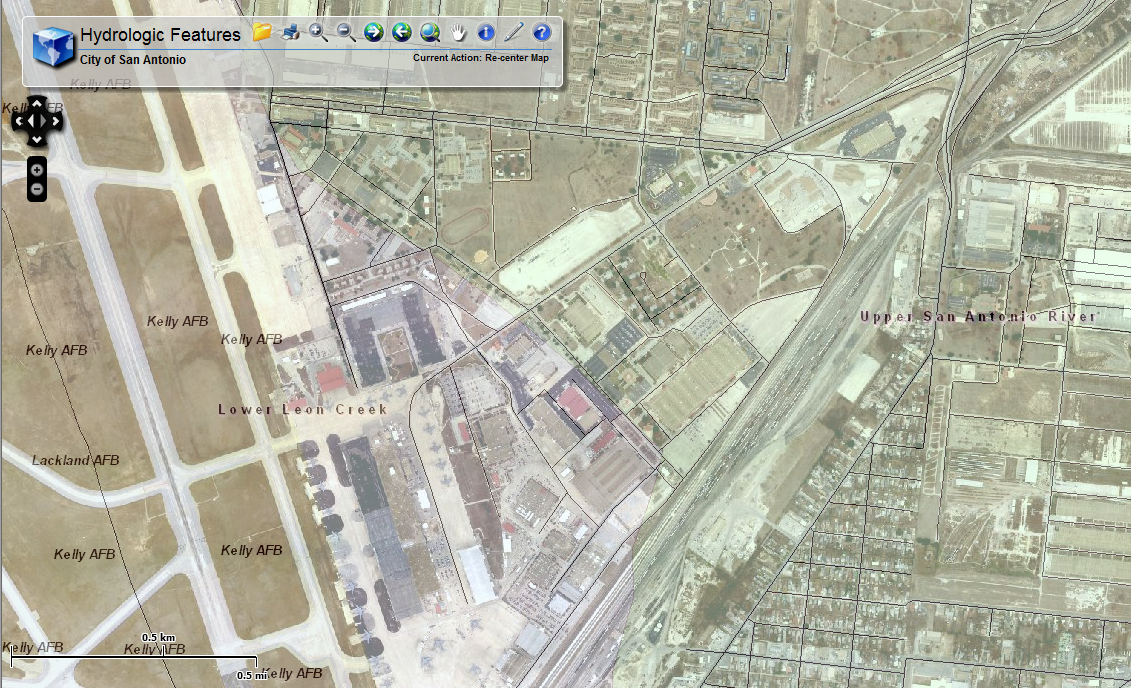 Hydrologic Features
City of San Antonio
Current Action: Re-center Map
Kelly AFB
Kelly AFB
Upper San Antonio River
Kelly AFB
Kelly AFB
Kelly AFB
Lower Leon Creek
Lackland AFB
Kelly AFB
Kelly AFB
0.5 km
Kelly AFB
Kelly AFB
0.5 mi
Kelly AFB